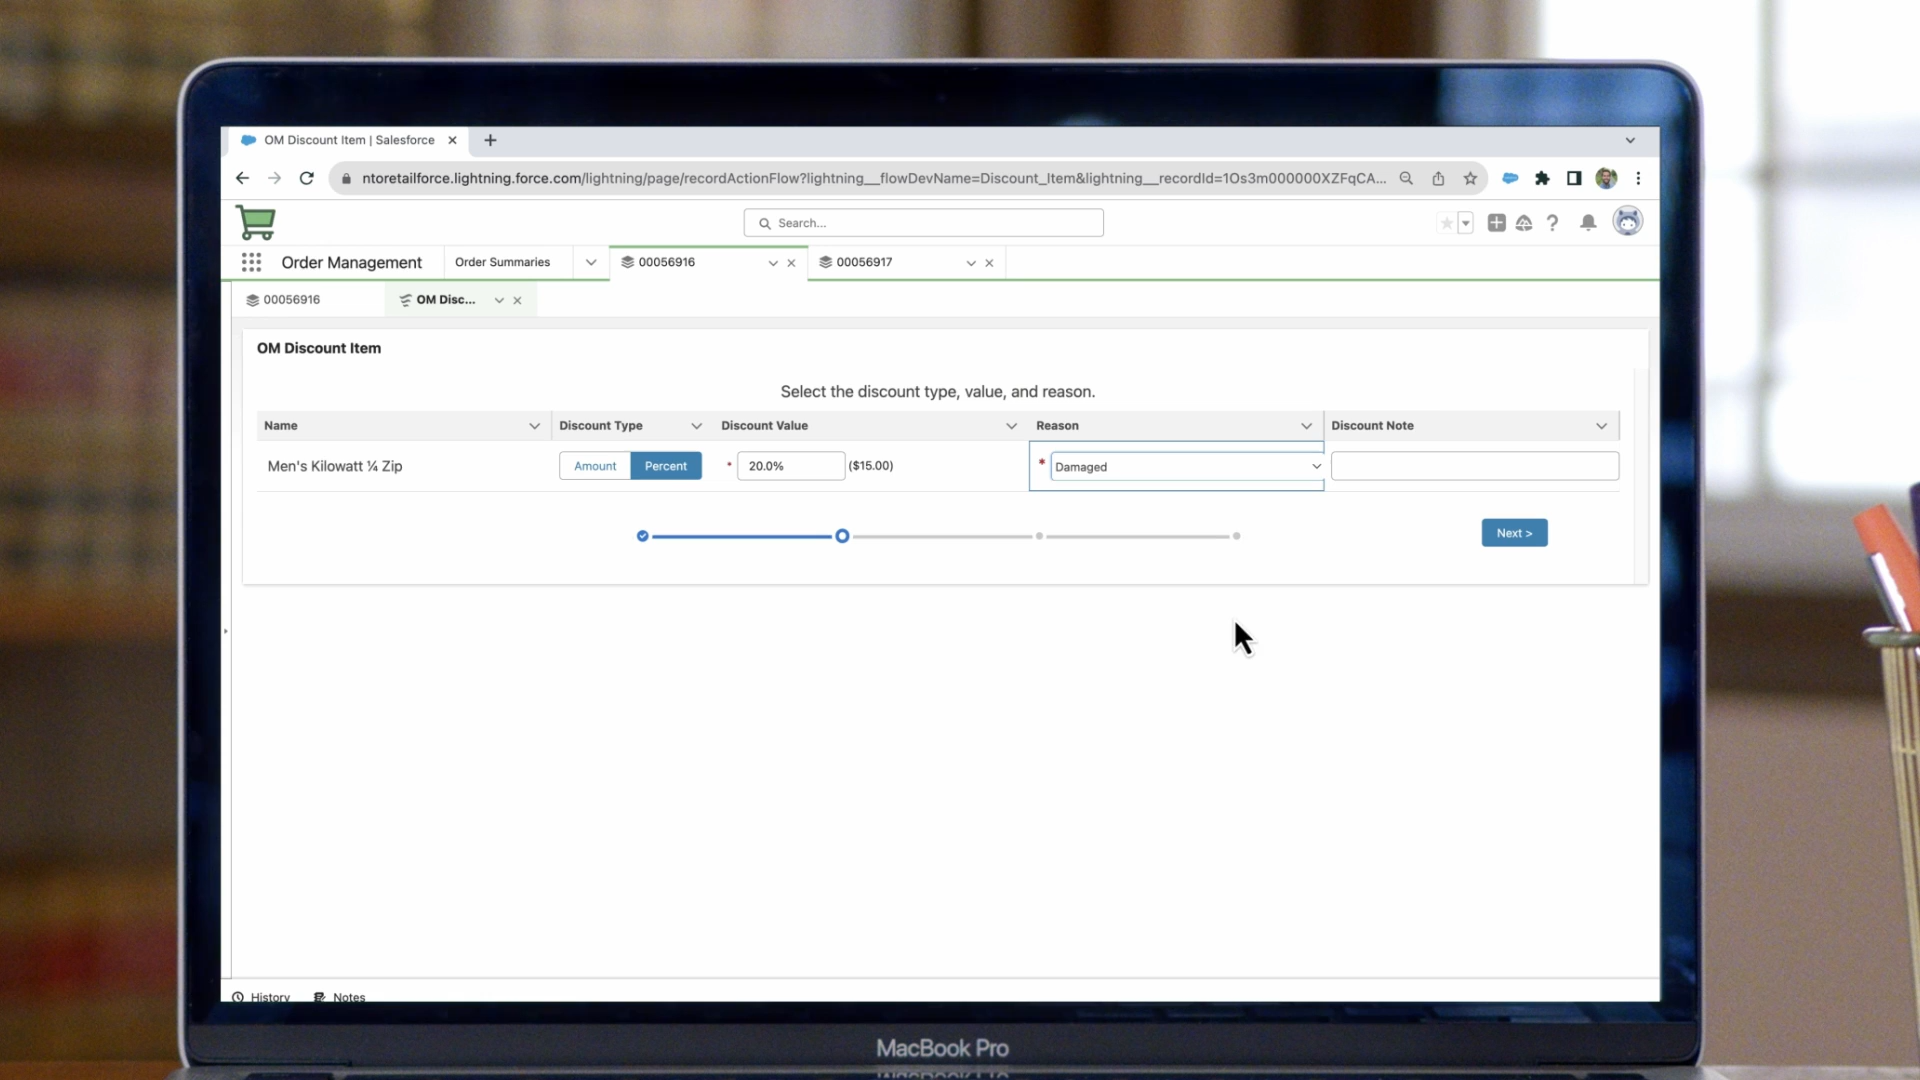 OM Discount Item | Salesforce
ntoretailforce.lightning.force.com/lightning/page/recordActionFlow?lightning__flowDevName=Discount_Item&lightning__recordId=1Os3m000000XZFqCA...
Search...
Order Management Order Summaries 00056916 00056917
00056916 OM Disc...
OM Discount Item
Select the discount type, value, and reason.
Name Discount Type Discount Value Reason Discount Note
Men's Kilowatt ¼ Zip Amount Percent * 20.0% ($15.00) * Damaged
Next >
History Notes
MacBook Pro